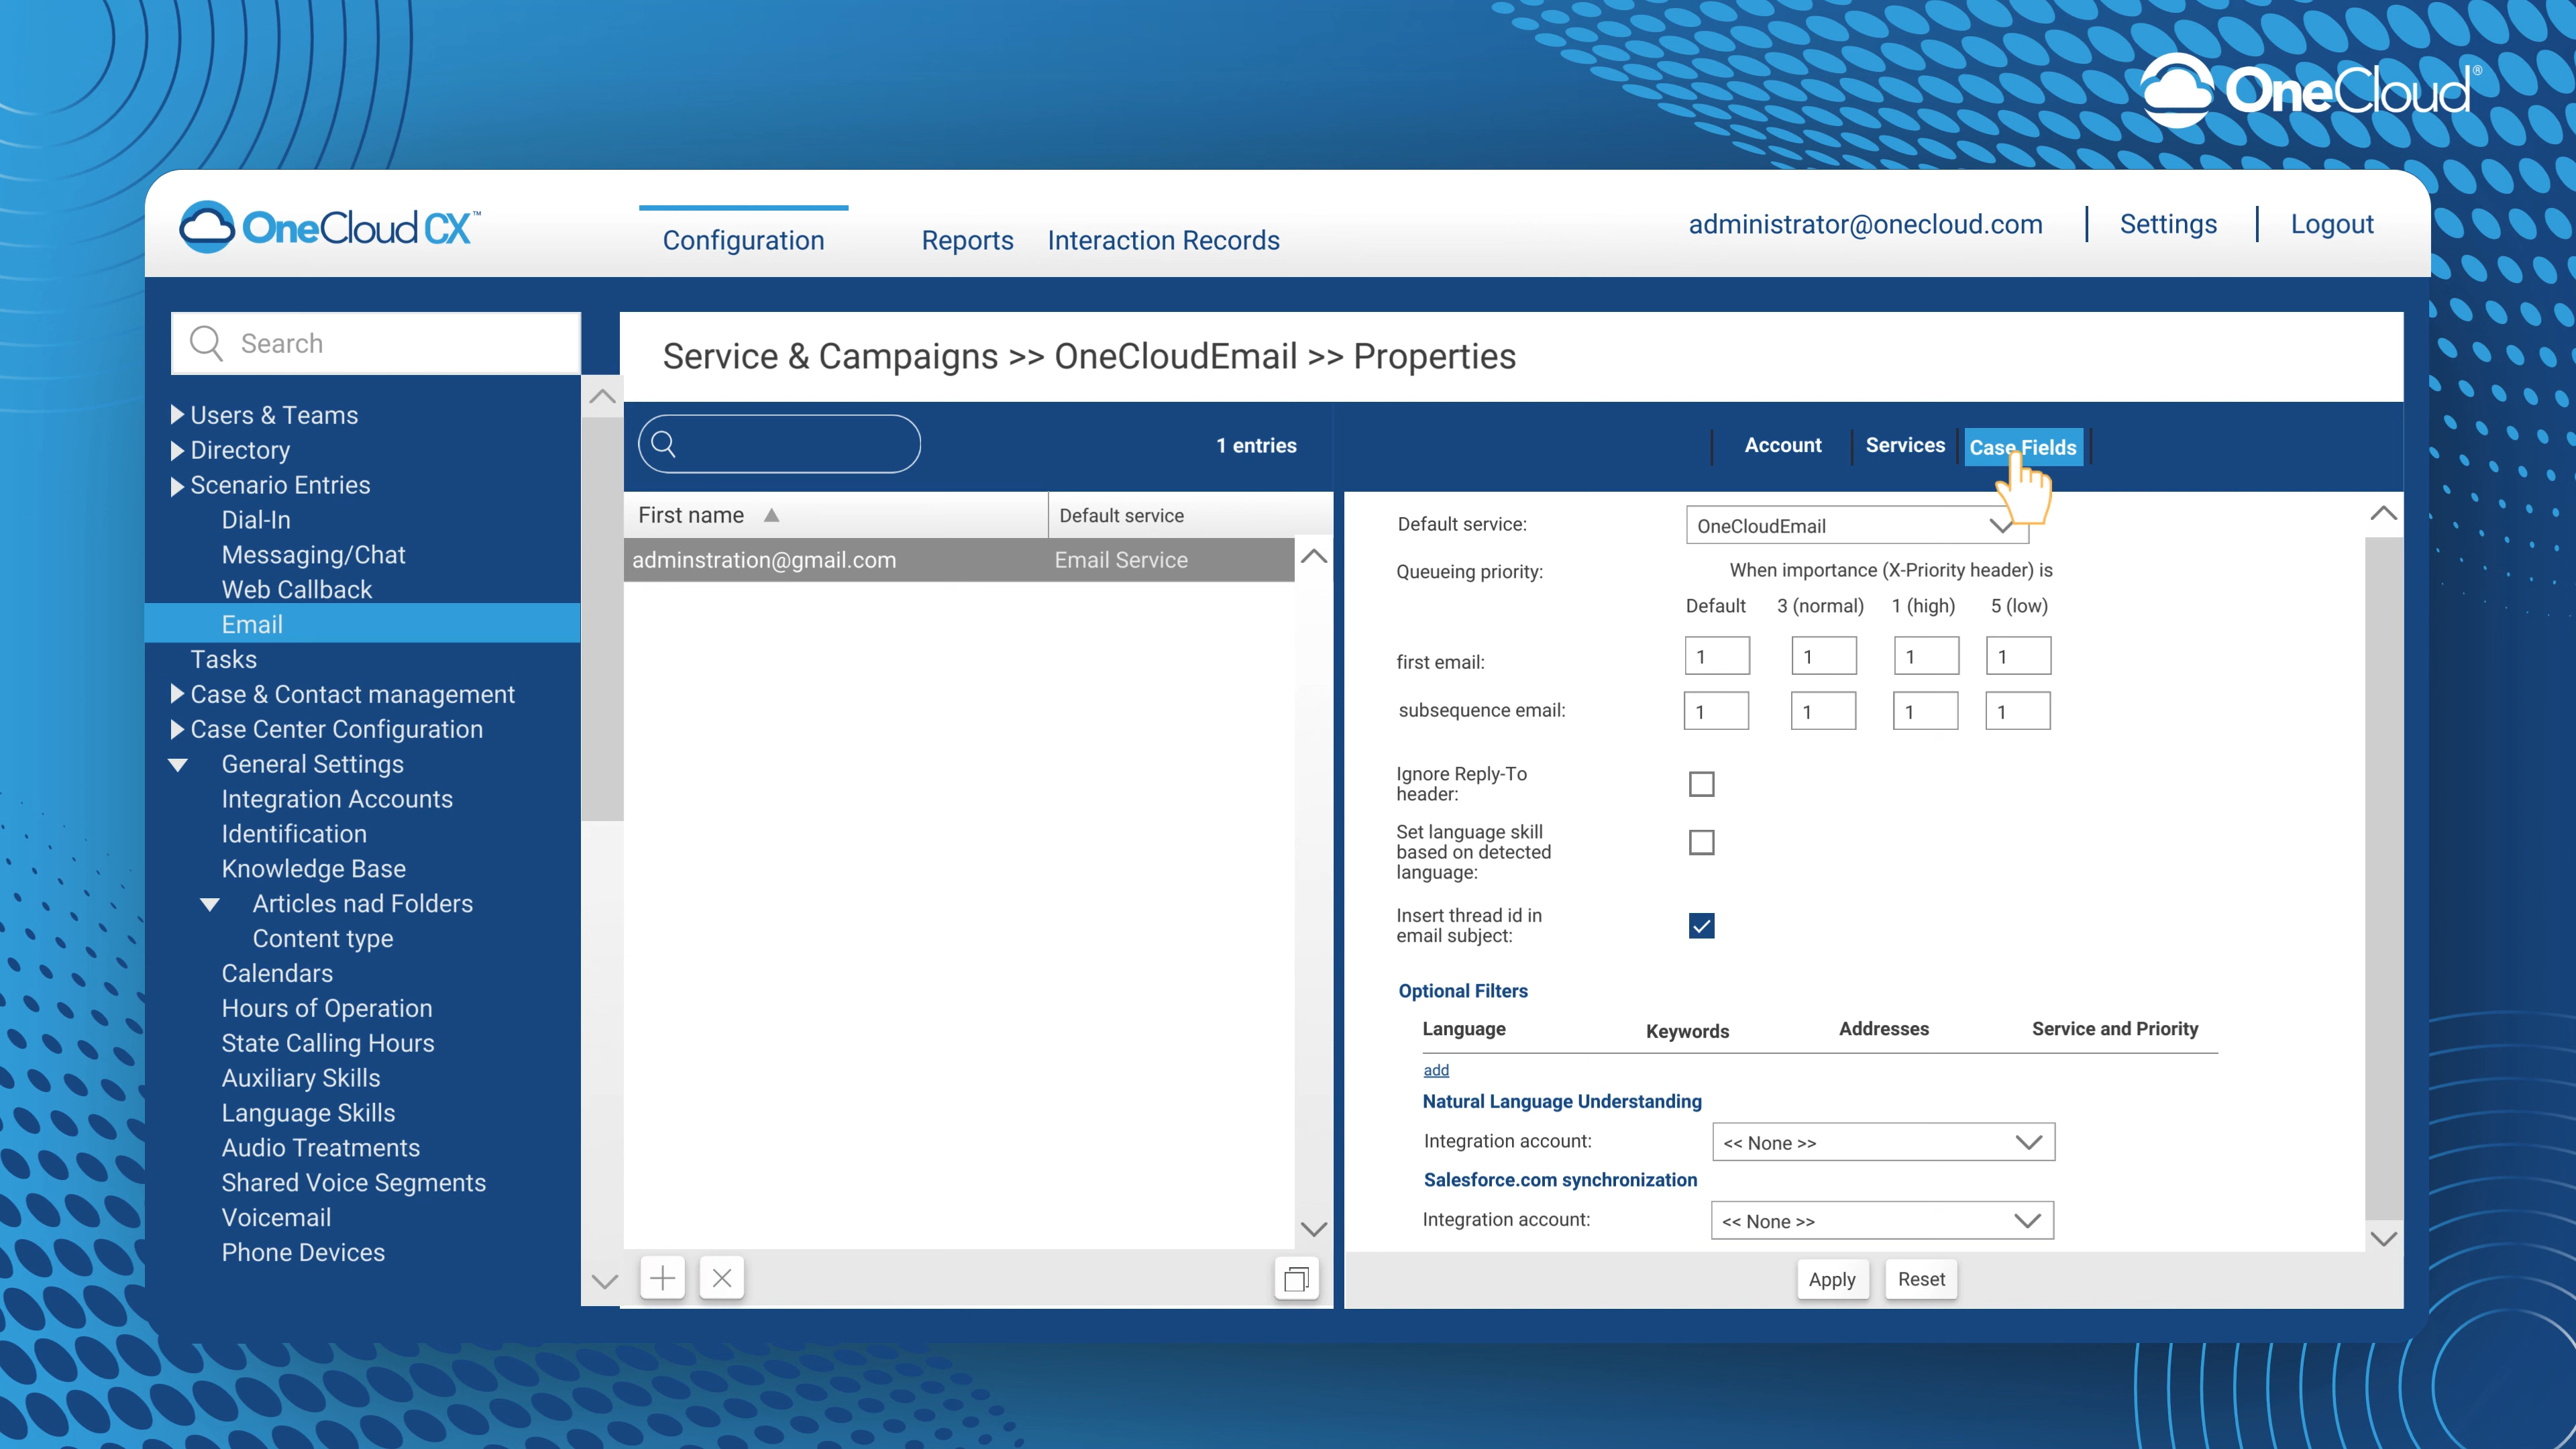 OneCloud®
OneCloud CX™
Configuration
Reports
Interaction Records
administrator@onecloud.com
Settings
Logout
Search
Users & Teams
Directory
Scenario Entries
Dial-In
Messaging/Chat
Web Callback
Email
Tasks
Case & Contact management
Case Center Configuration
General Settings
Integration Accounts
Identification
Knowledge Base
Articles nad Folders
Content type
Calendars
Hours of Operation
State Calling Hours
Auxiliary Skills
Language Skills
Audio Treatments
Shared Voice Segments
Voicemail
Phone Devices
Service & Campaigns >> OneCloudEmail >> Properties
1 entries
First name
Default service
adminstration@gmail.com
Email Service
Account
Services
Case Fields
Default service:
OneCloudEmail
Queueing priority:
When importance (X-Priority header) is
Default 3 (normal) 1 (high) 5 (low)
first email: 1 1 1 1
subsequence email: 1 1 1 1
Ignore Reply-To
header:
Set language skill
based on detected
language:
Insert thread id in
email subject:
Optional Filters
Language Keywords Addresses Service and Priority
add
Natural Language Understanding
Integration account: << None >>
Salesforce.com synchronization
Integration account: << None >>
Apply
Reset